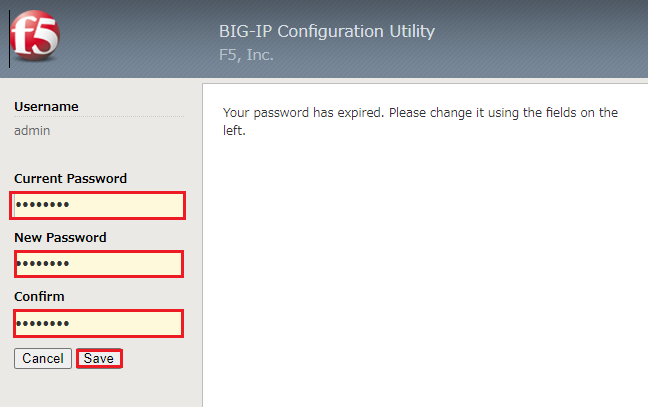 f5
BIG-IP Configuration Utility
F5, Inc.
Username
admin
Your password has expired. Please change it using the fields on the
left.
Current Password
••••••••
New Password
••••••••
Confirm
••••••••
Cancel Save